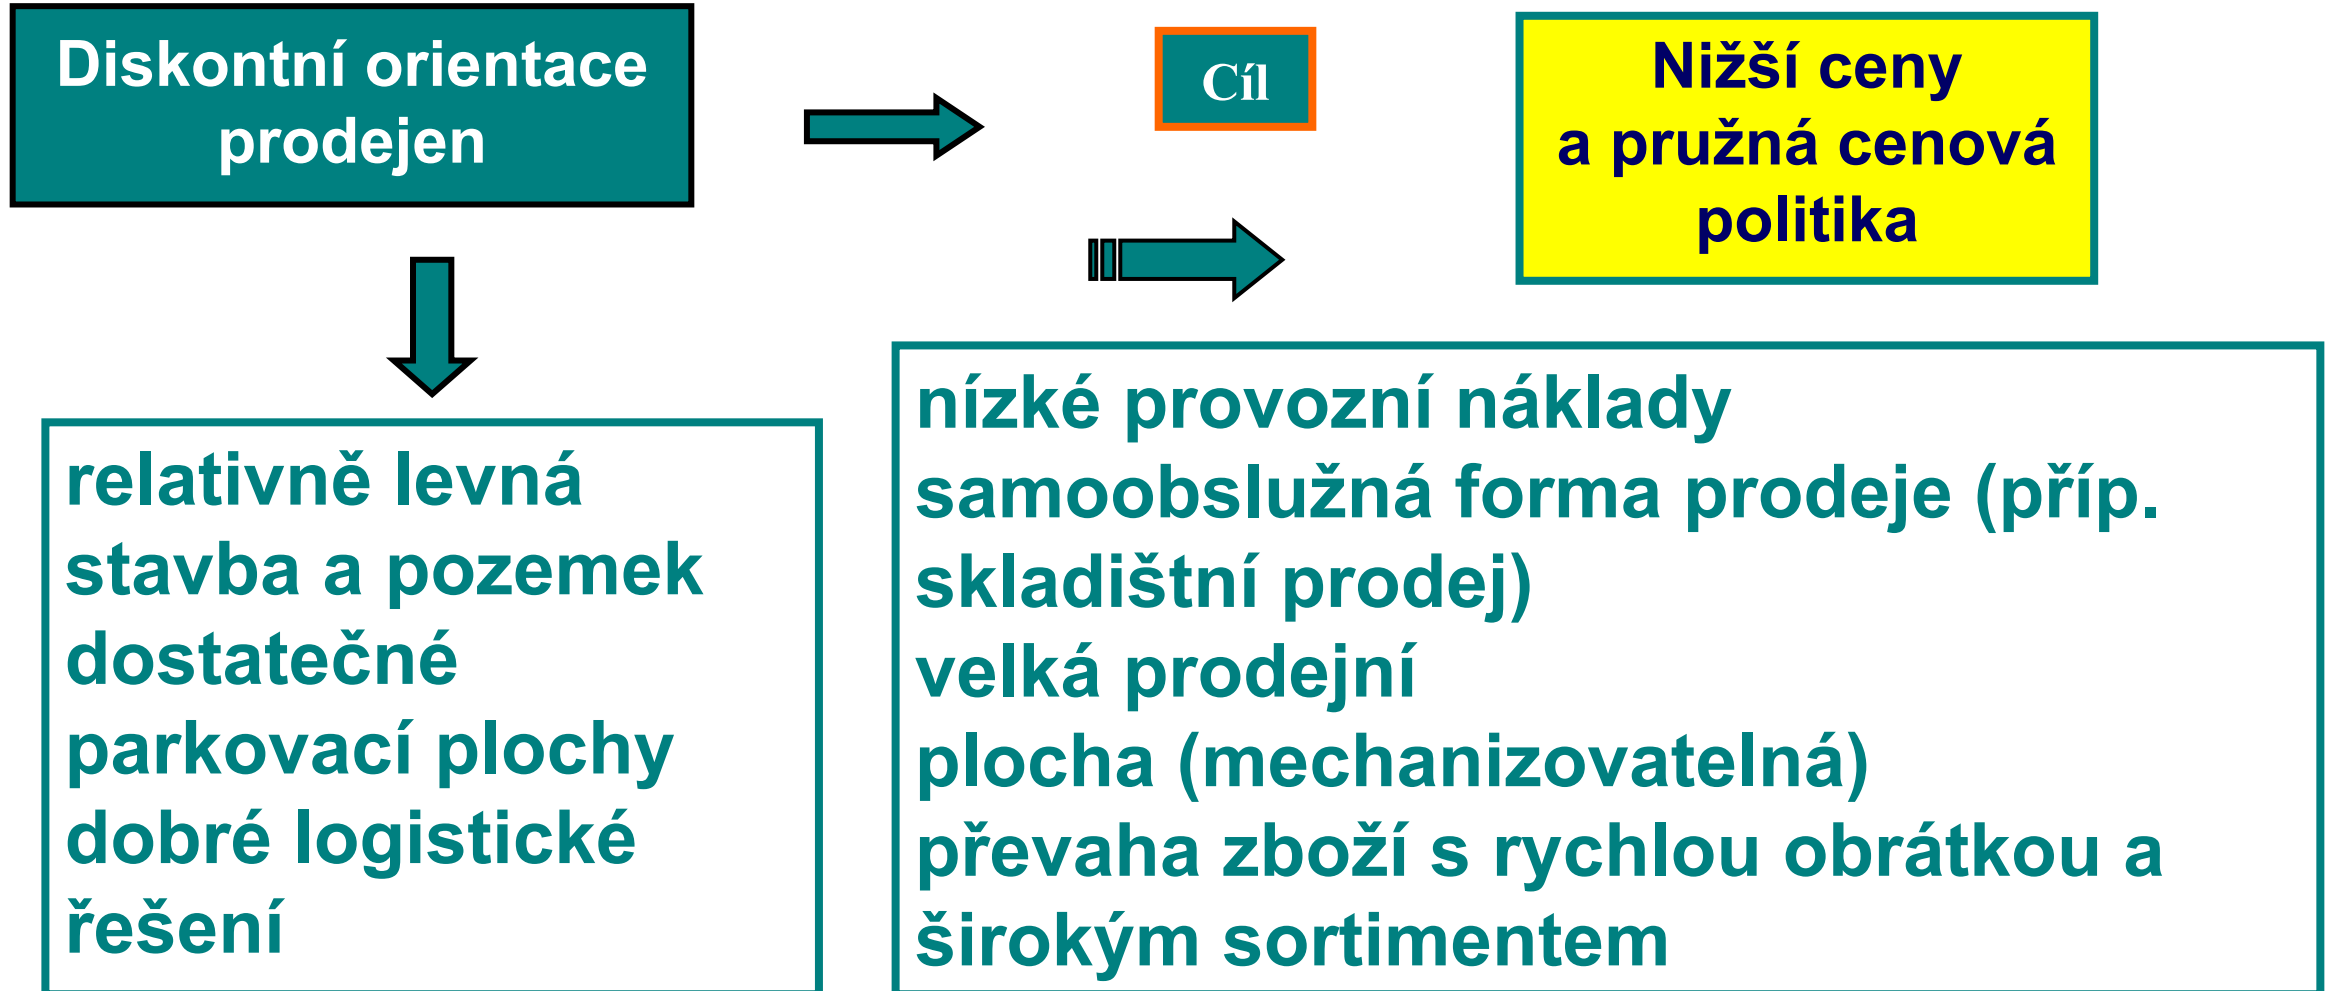 Diskontní orientace
prodejen
Cíl
Nižší ceny
a pružná cenová
politika
relativně levná
stavba a pozemek
dostatečné
parkovací plochy
dobré logistické
řešení
nízké provozní náklady
samoobslužná forma prodeje (příp.
skladištní prodej)
velká prodejní
plocha (mechanizovatelná)
převaha zboží s rychlou obrátkou a
širokým sortimentem